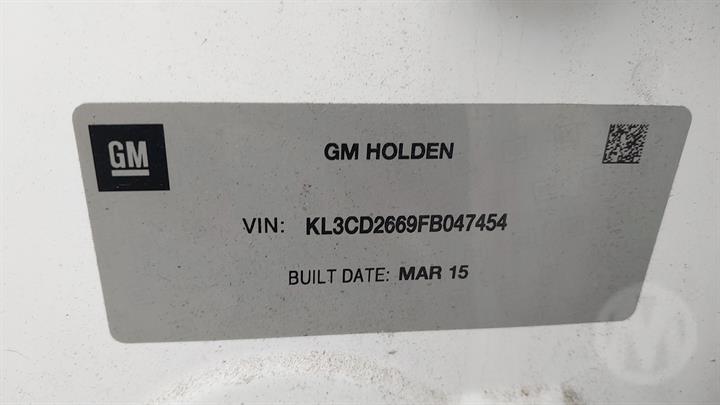 GM
GM HOLDEN
VIN: KL3CD2669FB047454
BUILT DATE: MAR 15
M